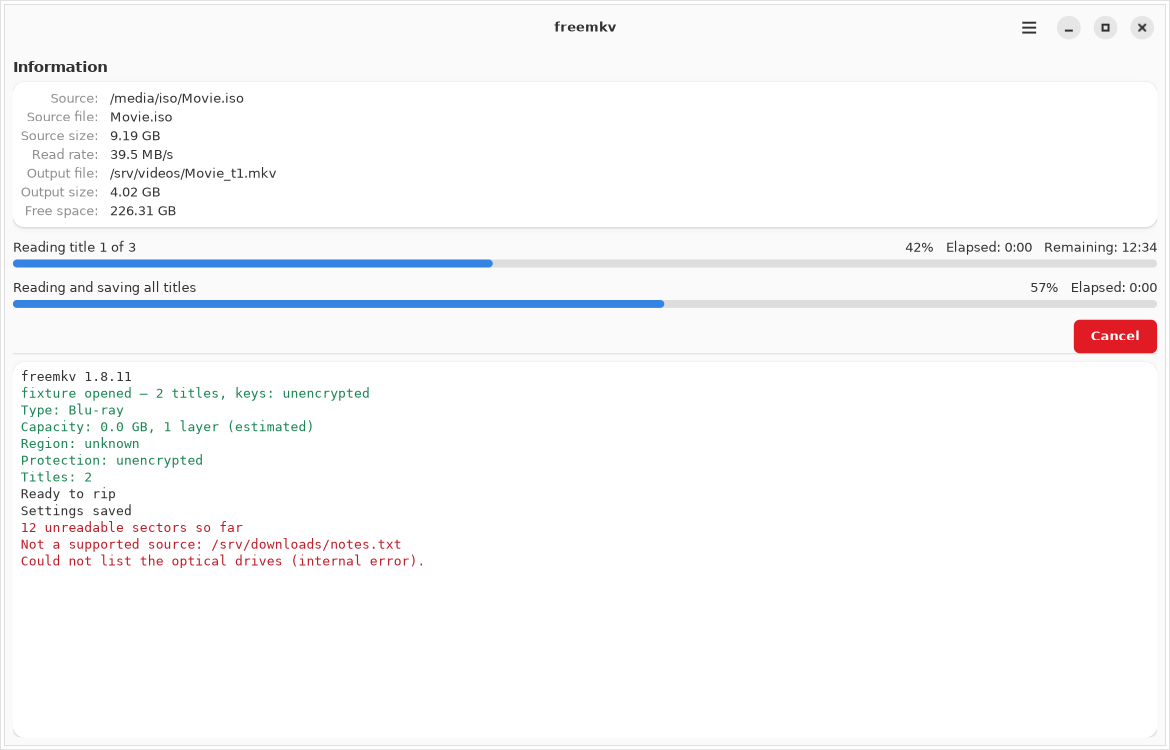 freemkv
Information
Source: /media/iso/Movie.iso
Source file: Movie.iso
Source size: 9.19 GB
Read rate: 39.5 MB/s
Output file: /srv/videos/Movie_t1.mkv
Output size: 4.02 GB
Free space: 226.31 GB
Reading title 1 of 3 42% Elapsed: 0:00 Remaining: 12:34
Reading and saving all titles 57% Elapsed: 0:00
Cancel
freemkv 1.8.11
fixture opened — 2 titles, keys: unencrypted
Type: Blu-ray
Capacity: 0.0 GB, 1 layer (estimated)
Region: unknown
Protection: unencrypted
Titles: 2
Ready to rip
Settings saved
12 unreadable sectors so far
Not a supported source: /srv/downloads/notes.txt
Could not list the optical drives (internal error).